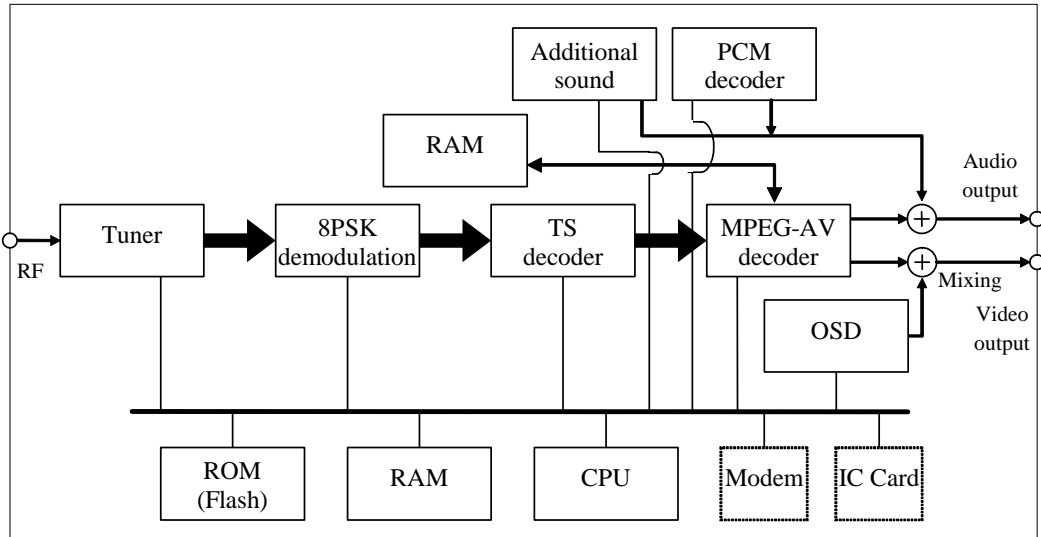 Additional
sound
PCM
decoder
RAM
Audio
output
Tuner
8PSK
demodulation
TS
decoder
MPEG-AV
decoder
+
RF
+
Mixing
OSD
Video
output
ROM
(Flash)
RAM
CPU
Modem
IC Card